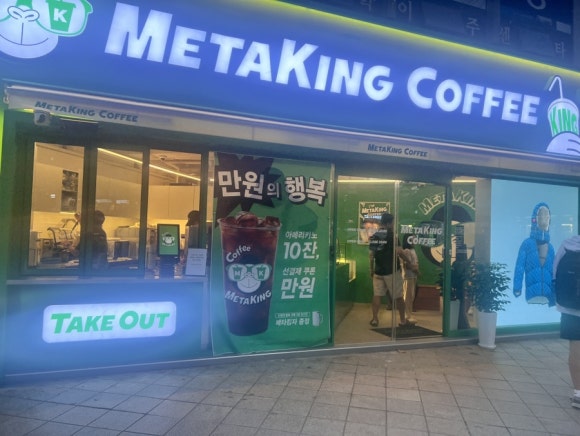 K
METAKING COFFEE
KING
METAKING COFFEE
METAKING COFFEE
만원의 행복
아메리카노
10잔,
선결제 쿠폰
만원
Coffee
M K
METAKING
METAKING
COFFEE
TAKE OUT